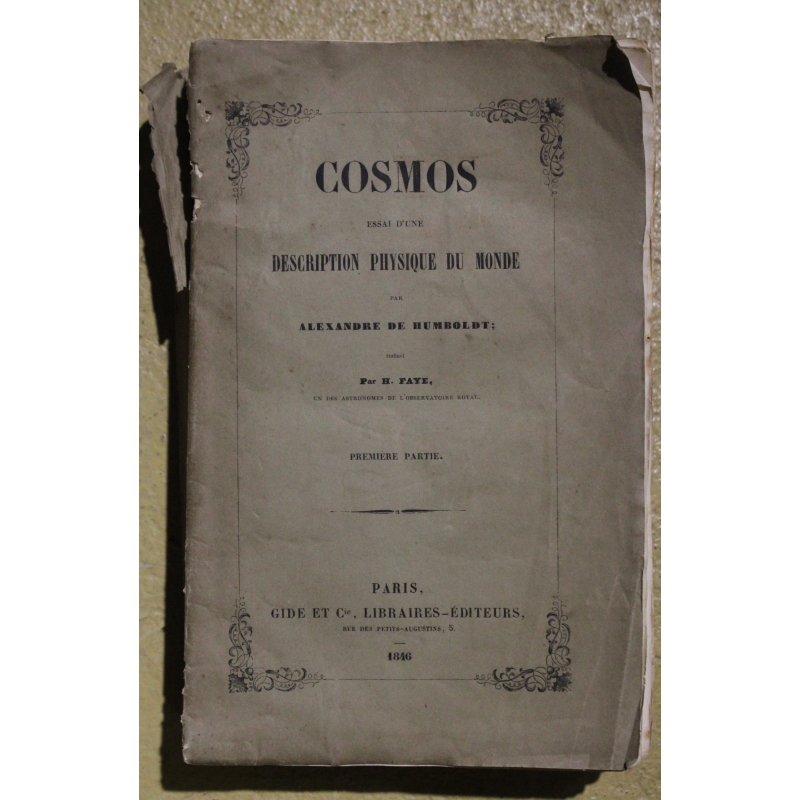 COSMOS
ESSAI D'UNE
DESCRIPTION PHYSIQUE DU MONDE
PAR
ALEXANDRE DE HUMBOLDT;
traduit
Par H. FAYE,
UN DES ASTRONOMES DE L'OBSERVATOIRE ROYAL.
PREMIÈRE PARTIE.
PARIS,
GIDE ET Cie, LIBRAIRES-ÉDITEURS,
RUE DES PETITS-AUGUSTINS, 5.
1846